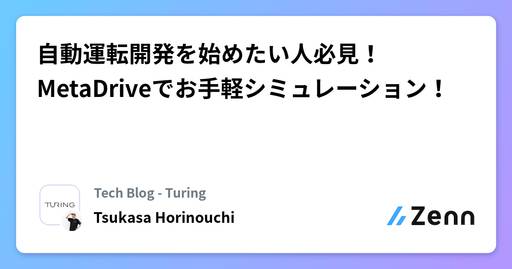 自動運転開発を始めたい人必見！
MetaDriveでお手軽シミュレーション！
TURING
Tech Blog - Turing
Tsukasa Horinouchi
Zenn